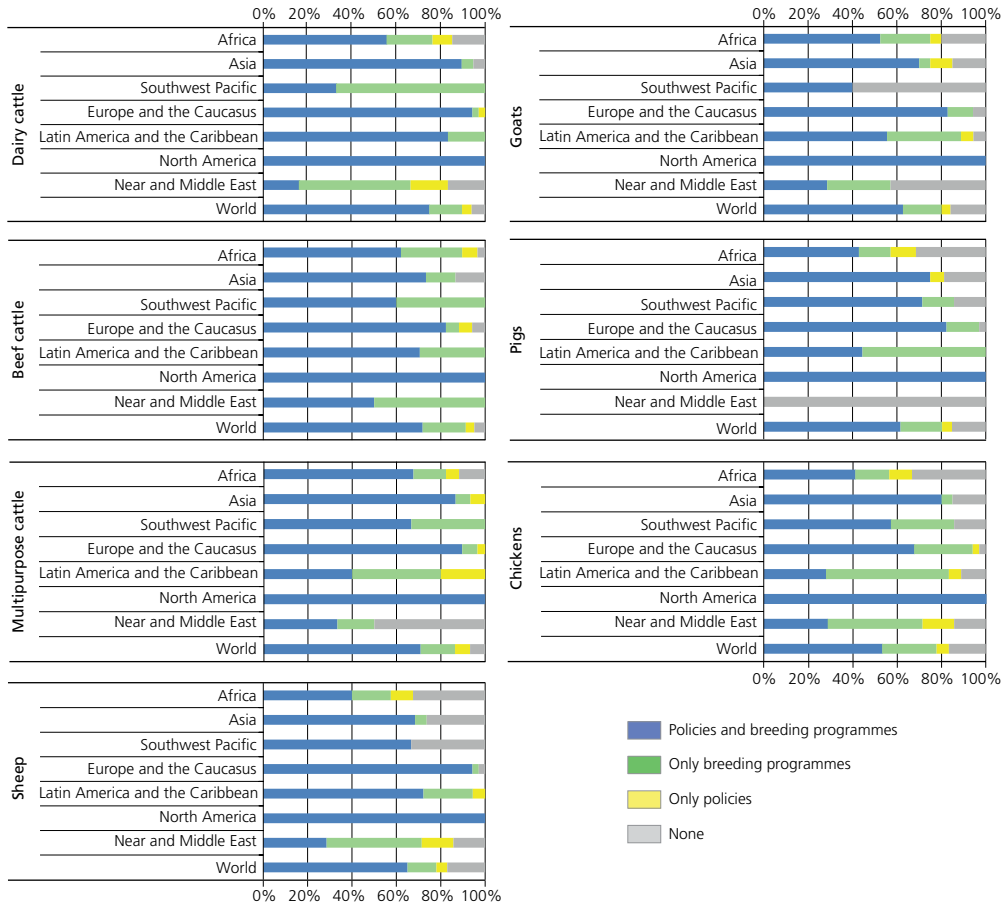 0% 20% 40% 60% 80% 100%
Dairy cattle
Africa
Asia
Southwest Pacific
Europe and the Caucasus
Latin America and the Caribbean
North America
Near and Middle East
World
Beef cattle
Africa
Asia
Southwest Pacific
Europe and the Caucasus
Latin America and the Caribbean
North America
Near and Middle East
World
Multipurpose cattle
Africa
Asia
Southwest Pacific
Europe and the Caucasus
Latin America and the Caribbean
North America
Near and Middle East
World
Sheep
Africa
Asia
Southwest Pacific
Europe and the Caucasus
Latin America and the Caribbean
North America
Near and Middle East
World
0% 20% 40% 60% 80% 100%
0% 20% 40% 60% 80% 100%
Goats
Africa
Asia
Southwest Pacific
Europe and the Caucasus
Latin America and the Caribbean
North America
Near and Middle East
World
Pigs
Africa
Asia
Southwest Pacific
Europe and the Caucasus
Latin America and the Caribbean
North America
Near and Middle East
World
Chickens
Africa
Asia
Southwest Pacific
Europe and the Caucasus
Latin America and the Caribbean
North America
Near and Middle East
World
0% 20% 40% 60% 80% 100%
Policies and breeding programmes
Only breeding programmes
Only policies
None